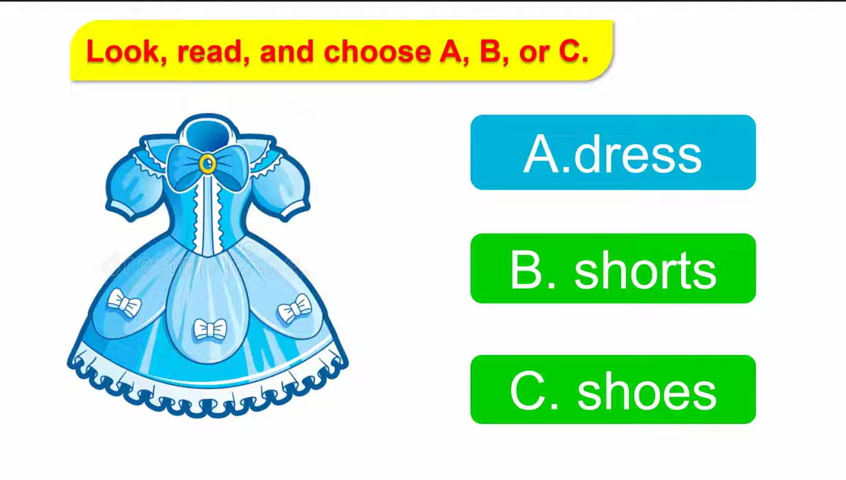 Look, read, and choose A, B, or C.
A.dress
B. shorts
C. shoes